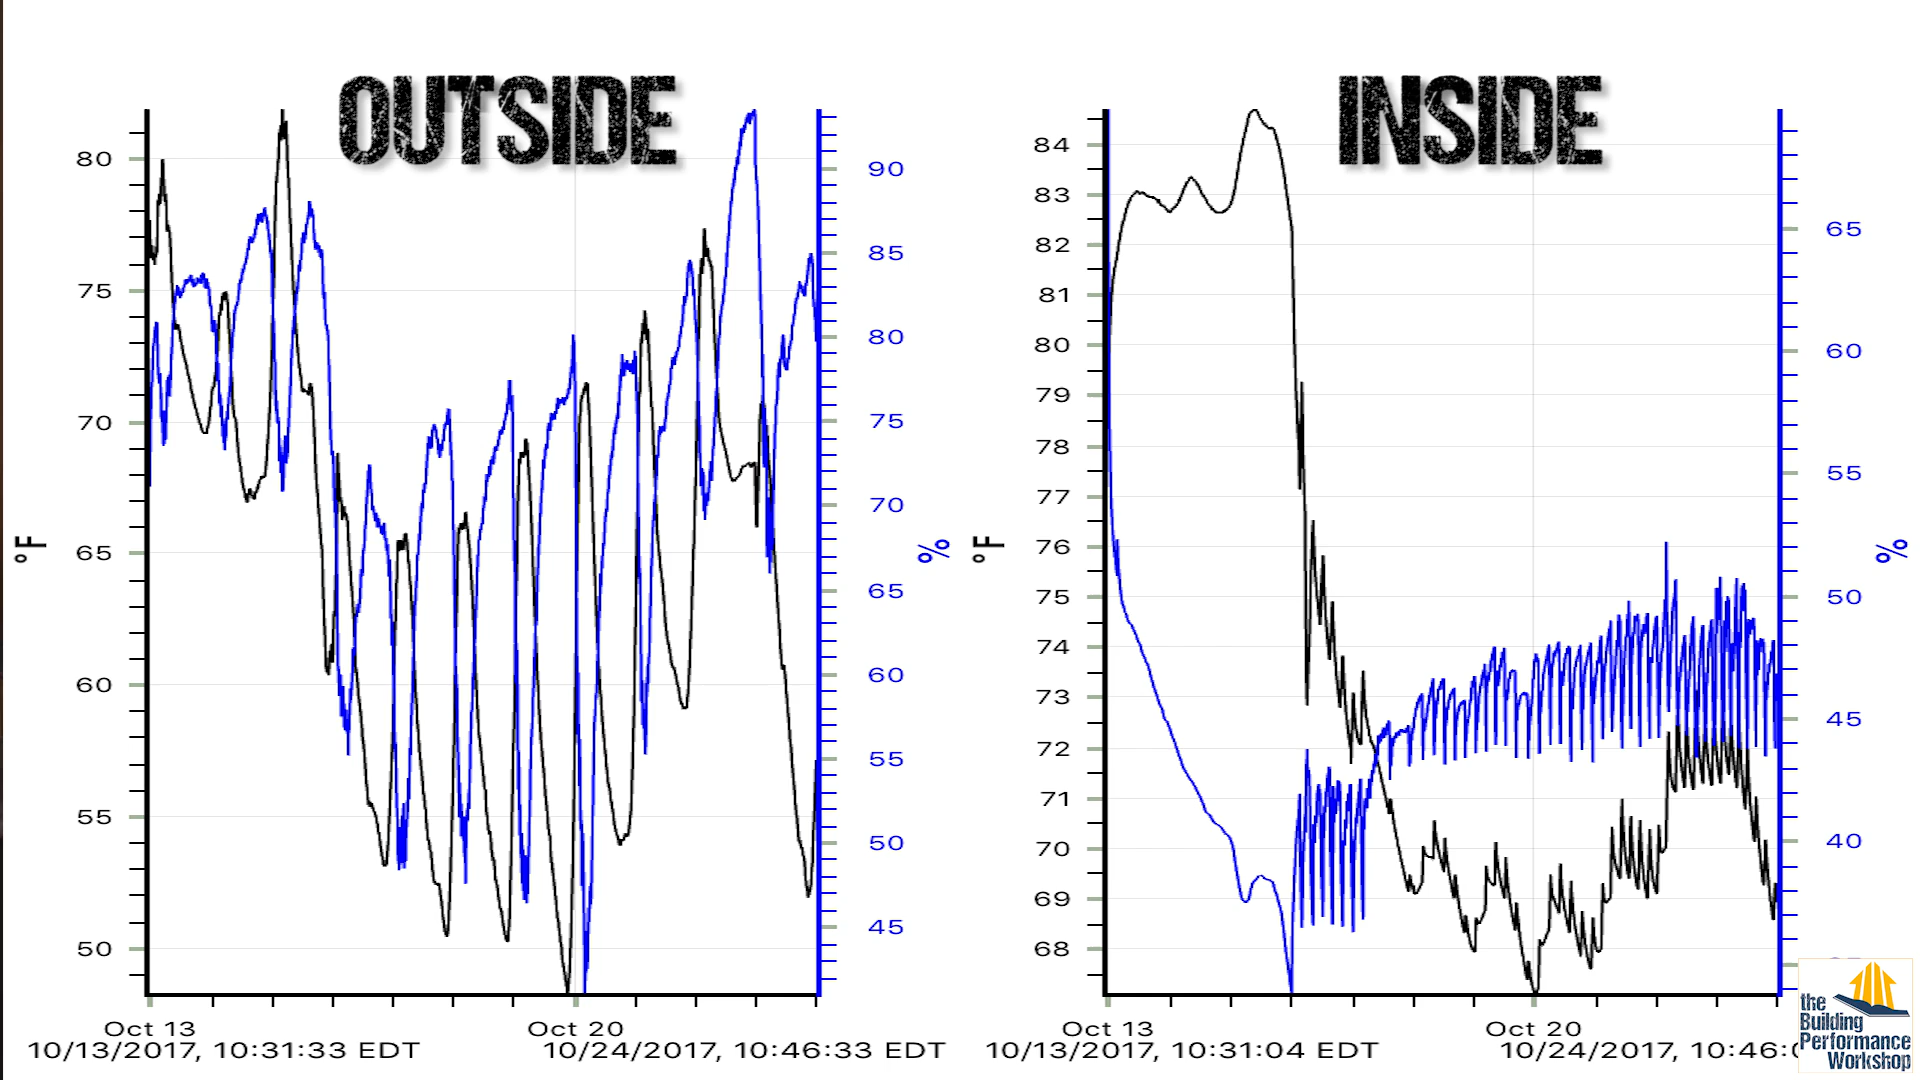 OUTSIDE
INSIDE
80
75
70
65
60
55
50
°F
90
85
80
75
70
65
60
55
50
45
%
Oct 13
Oct 20
10/13/2017, 10:31:33 EDT
10/24/2017, 10:46:33 EDT
84
83
82
81
80
79
78
77
76
75
74
73
72
71
70
69
68
°F
65
60
55
50
45
40
%
Oct 13
Oct 20
10/13/2017, 10:31:04 EDT
10/24/2017, 10:46:0
the
Building
Performance
Workshop